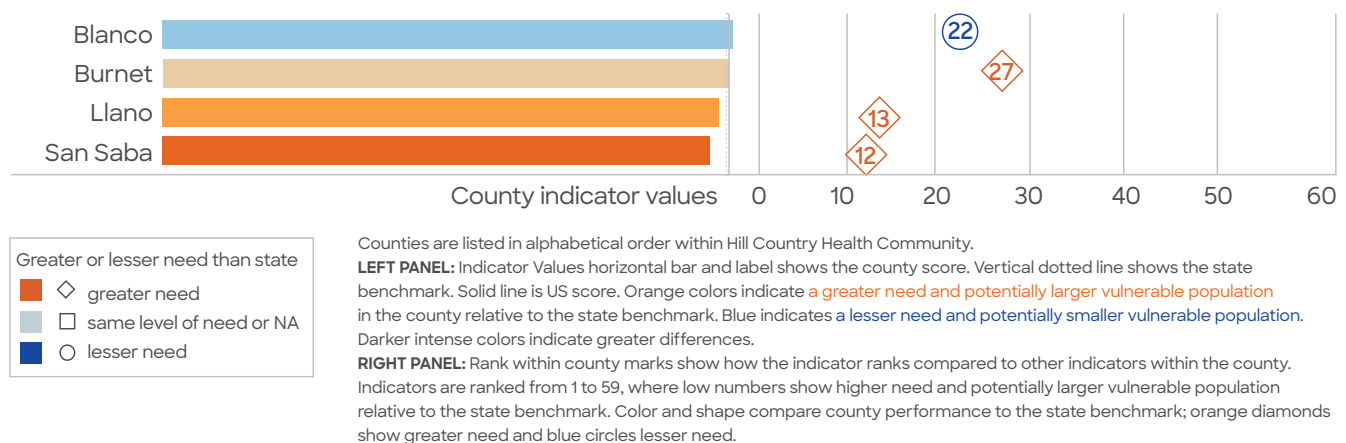 Blanco 22
Burnet 27
Llano 13
San Saba 12
County indicator values 0 10 20 30 40 50 60
Greater or lesser need than state
greater need
same level of need or NA
lesser need
Counties are listed in alphabetical order within Hill Country Health Community.
LEFT PANEL: Indicator Values horizontal bar and label shows the county score. Vertical dotted line shows the state
benchmark. Solid line is US score. Orange colors indicate a greater need and potentially larger vulnerable population
in the county relative to the state benchmark. Blue indicates a lesser need and potentially smaller vulnerable population.
Darker intense colors indicate greater differences.
RIGHT PANEL: Rank within county marks show how the indicator ranks compared to other indicators within the county.
Indicators are ranked from 1 to 59, where low numbers show higher need and potentially larger vulnerable population
relative to the state benchmark. Color and shape compare county performance to the state benchmark; orange diamonds
show greater need and blue circles lesser need.